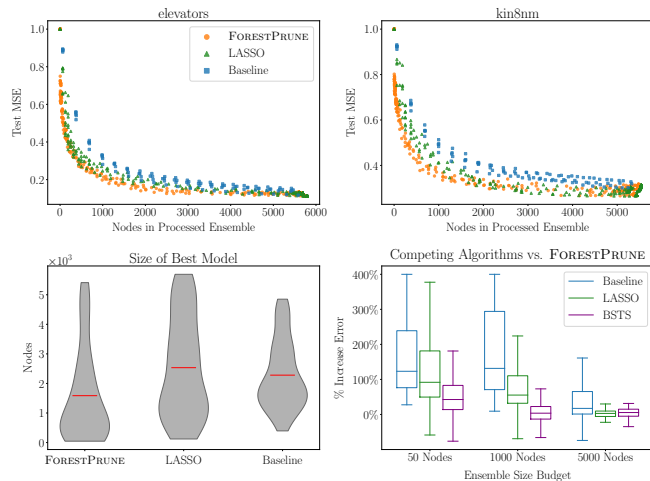 elevators
1.0
0.8
0.6
0.4
0.2
Test MSE
FORESTPRUNE
LASSO
Baseline
0 1000 2000 3000 4000 5000 6000
Nodes in Processed Ensemble
kin8nm
1.0
0.8
0.6
0.4
Test MSE
0 1000 2000 3000 4000 5000
Nodes in Processed Ensemble
Size of Best Model
×10³
5
4
3
2
1
0
Nodes
FORESTPRUNE LASSO Baseline
Competing Algorithms vs. FORESTPRUNE
400%
300%
200%
100%
0%
% Increase Error
Baseline
LASSO
BSTS
50 Nodes 1000 Nodes 5000 Nodes
Ensemble Size Budget